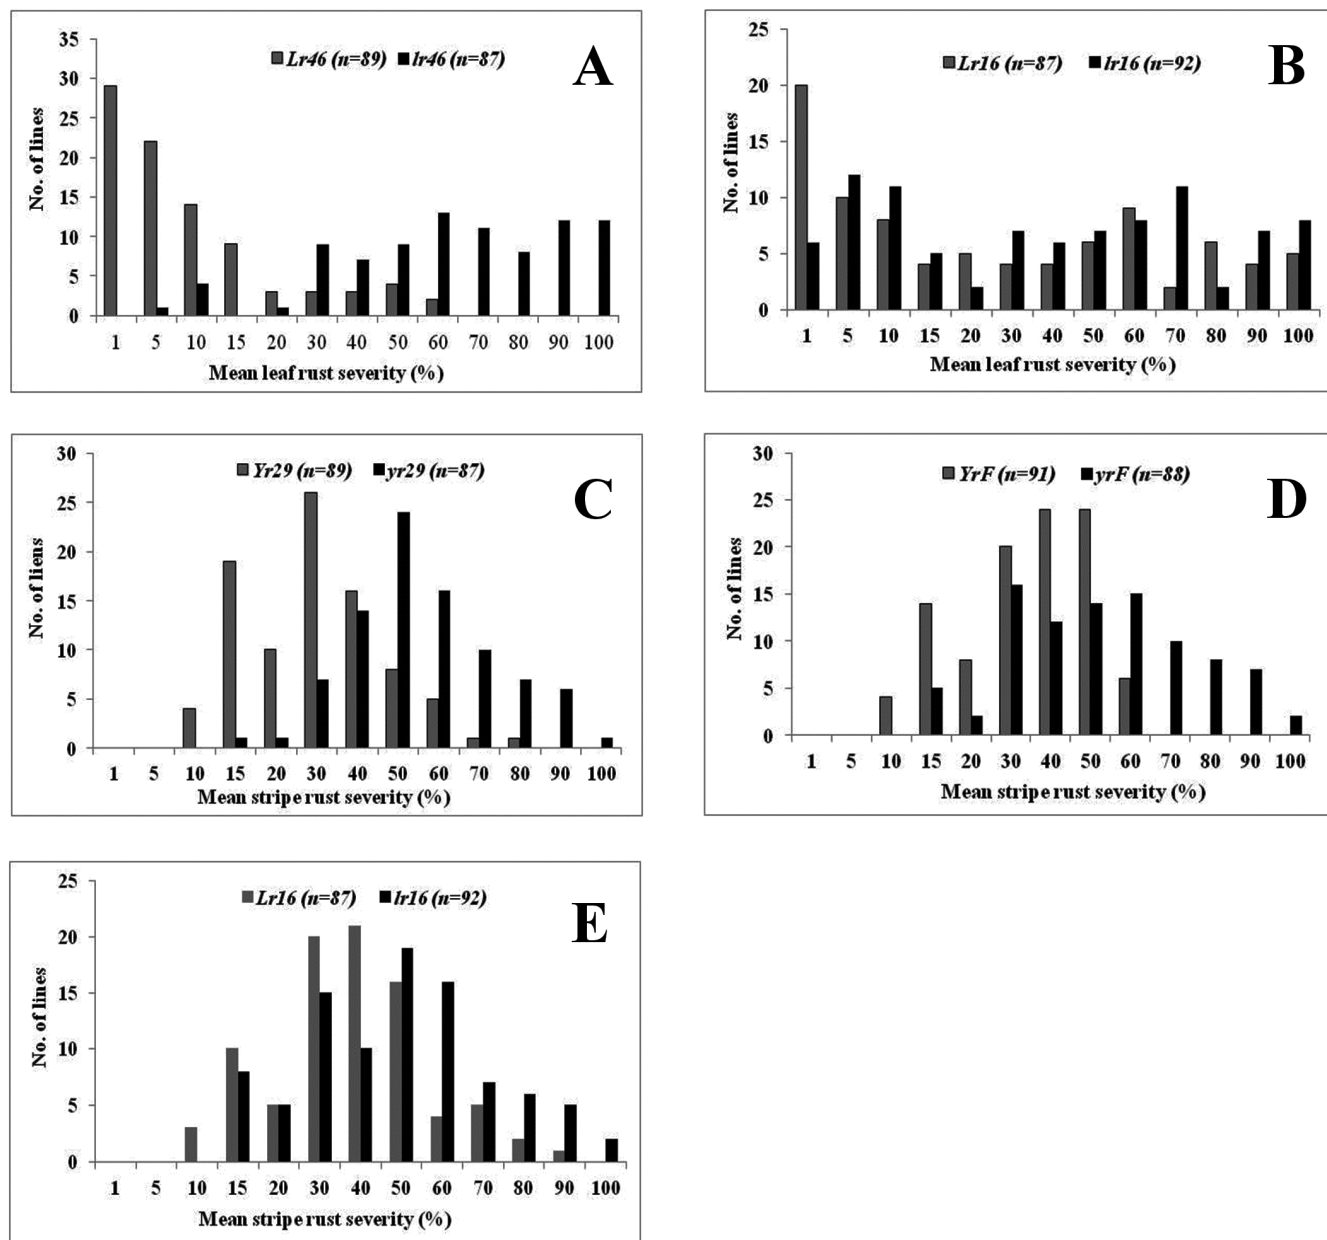 A
35
30
25
20
15
10
5
0
No. of lines
Lr46 (n=89) lr46 (n=87)
1 5 10 15 20 30 40 50 60 70 80 90 100
Mean leaf rust severity (%)
B
25
20
15
10
5
0
No. of lines
Lr16 (n=87) lr16 (n=92)
1 5 10 15 20 30 40 50 60 70 80 90 100
Mean leaf rust severity (%)
C
30
25
20
15
10
5
0
No. of liens
Yr29 (n=89) yr29 (n=87)
1 5 10 15 20 30 40 50 60 70 80 90 100
Mean stripe rust severity (%)
D
30
25
20
15
10
5
0
No. of lines
YrF (n=91) yrF (n=88)
1 5 10 15 20 30 40 50 60 70 80 90 100
Mean stripe rust severity (%)
E
25
20
15
10
5
0
No. of lines
Lr16 (n=87) lr16 (n=92)
1 5 10 15 20 30 40 50 60 70 80 90 100
Mean stripe rust severity (%)